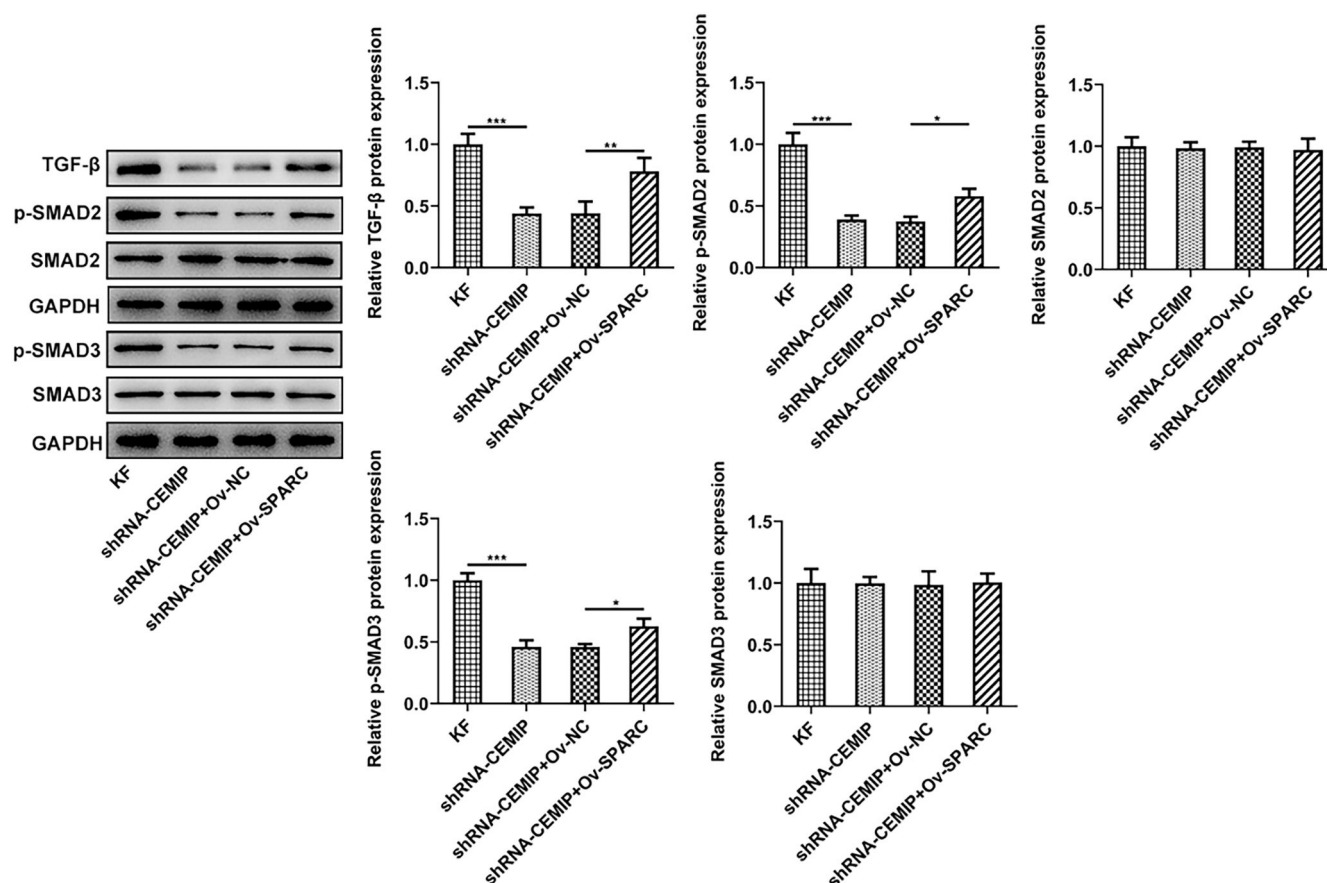 TGF-β
p-SMAD2
SMAD2
GAPDH
p-SMAD3
SMAD3
GAPDH
KF
shRNA-CEMIP
shRNA-CEMIP+Ov-NC
shRNA-CEMIP+Ov-SPARC
Relative TGF-β protein expression
1.5
1.0
0.5
0.0
***
**
KF
shRNA-CEMIP
shRNA-CEMIP+Ov-NC
shRNA-CEMIP+Ov-SPARC
Relative p-SMAD2 protein expression
1.5
1.0
0.5
0.0
***
*
KF
shRNA-CEMIP
shRNA-CEMIP+Ov-NC
shRNA-CEMIP+Ov-SPARC
Relative SMAD2 protein expression
1.5
1.0
0.5
0.0
KF
shRNA-CEMIP
shRNA-CEMIP+Ov-NC
shRNA-CEMIP+Ov-SPARC
Relative p-SMAD3 protein expression
1.5
1.0
0.5
0.0
***
*
KF
shRNA-CEMIP
shRNA-CEMIP+Ov-NC
shRNA-CEMIP+Ov-SPARC
Relative SMAD3 protein expression
1.5
1.0
0.5
0.0
KF
shRNA-CEMIP
shRNA-CEMIP+Ov-NC
shRNA-CEMIP+Ov-SPARC